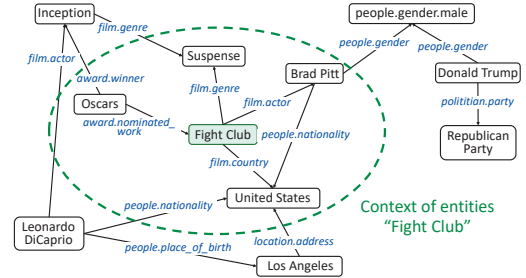 Inception
people.gender.male
film.genre
film.actor
people.gender
people.gender
Suspense
award.winner
Brad Pitt
Donald Trump
film.genre
film.actor
Oscars
politition.party
award.nominated_
work
Fight Club
people.nationality
Republican
Party
film.country
United States
people.nationality
Context of entities
“Fight Club”
Leonardo
DiCaprio
people.place_of_birth
location.address
Los Angeles